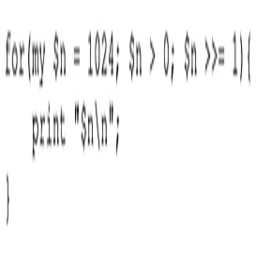 for(my $n = 1024; $n > 0; $n >>= 1){
    print "$n\n";
}